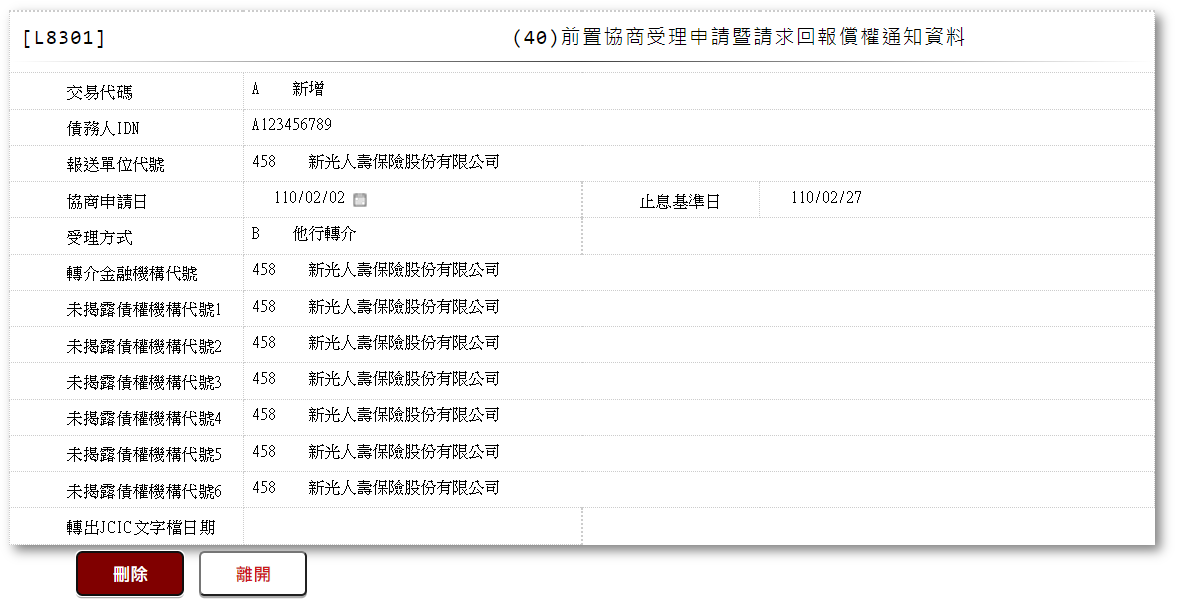 [L8301] (40)前置協商受理申請暨請求回報償權通知資料
交易代碼 A 新增
債務人IDN A123456789
報送單位代號 458 新光人壽保險股份有限公司
協商申請日 110/02/02 止息基準日 110/02/27
受理方式 B 他行轉介
轉介金融機構代號 458 新光人壽保險股份有限公司
未揭露債權機構代號1 458 新光人壽保險股份有限公司
未揭露債權機構代號2 458 新光人壽保險股份有限公司
未揭露債權機構代號3 458 新光人壽保險股份有限公司
未揭露債權機構代號4 458 新光人壽保險股份有限公司
未揭露債權機構代號5 458 新光人壽保險股份有限公司
未揭露債權機構代號6 458 新光人壽保險股份有限公司
轉出JCIC文字檔日期
刪除 離開